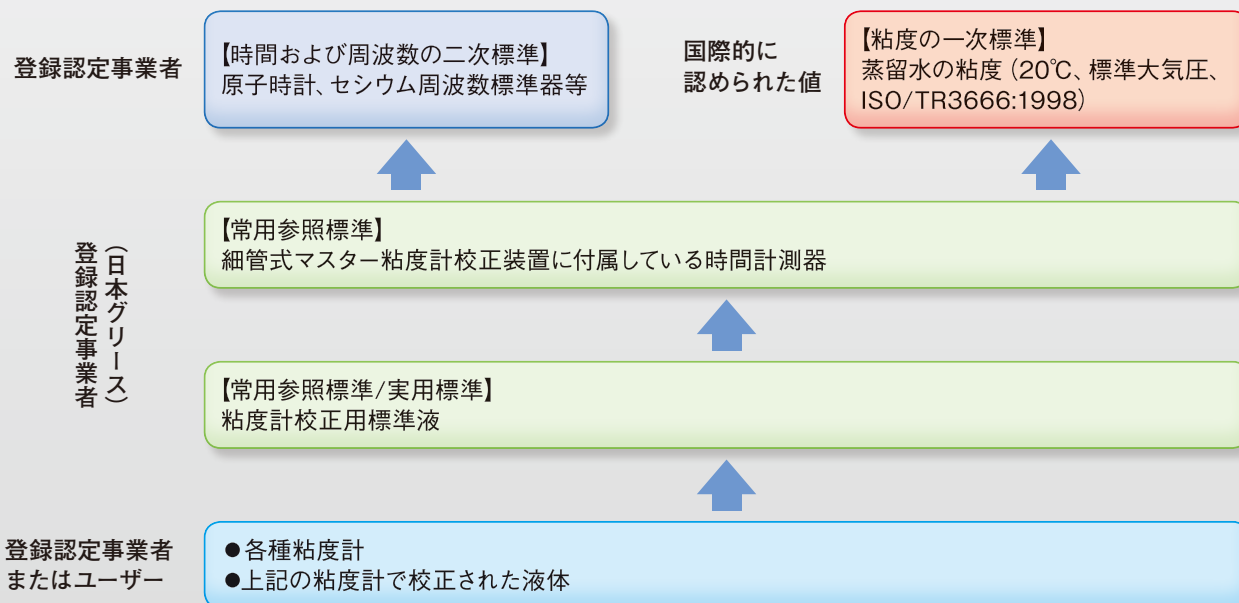 登録認定事業者
【時間および周波数の二次標準】
原子時計、セシウム周波数標準器等
国際的に
認められた値
【粘度の一次標準】
蒸留水の粘度（20℃、標準大気圧、
ISO/TR3666:1998）
登録認定事業者
（日本グリース）
【常用参照標準】
細管式マスター粘度計校正装置に付属している時間計測器
【常用参照標準/実用標準】
粘度計校正用標準液
登録認定事業者
またはユーザー
●各種粘度計
●上記の粘度計で校正された液体